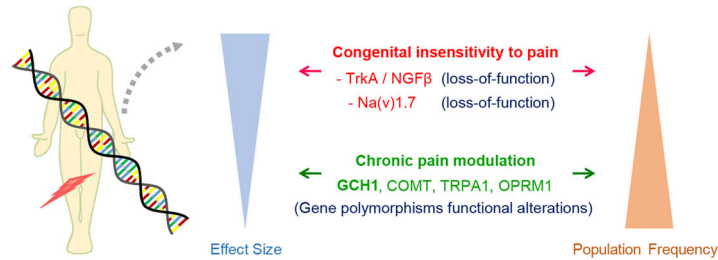 Congenital insensitivity to pain
- TrkA / NGFβ (loss-of-function)
- Na(v)1.7 (loss-of-function)
Chronic pain modulation
GCH1, COMT, TRPA1, OPRM1
(Gene polymorphisms functional alterations)
Effect Size
Population Frequency